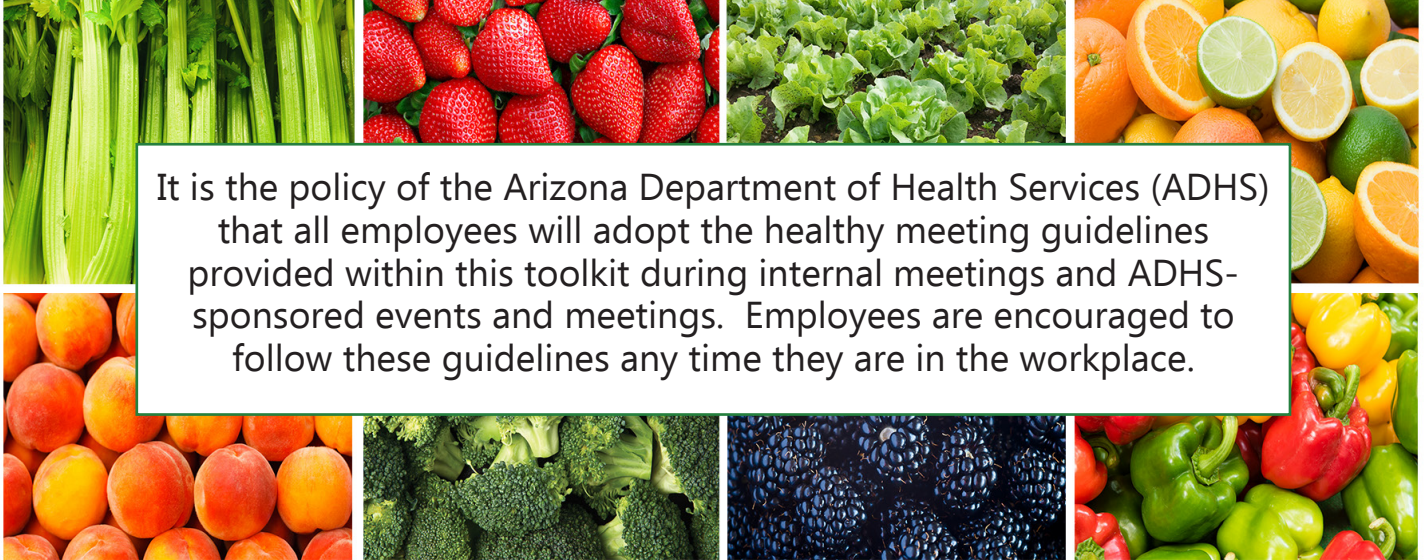 It is the policy of the Arizona Department of Health Services (ADHS)
that all employees will adopt the healthy meeting guidelines
provided within this toolkit during internal meetings and ADHS-
sponsored events and meetings.  Employees are encouraged to
follow these guidelines any time they are in the workplace.